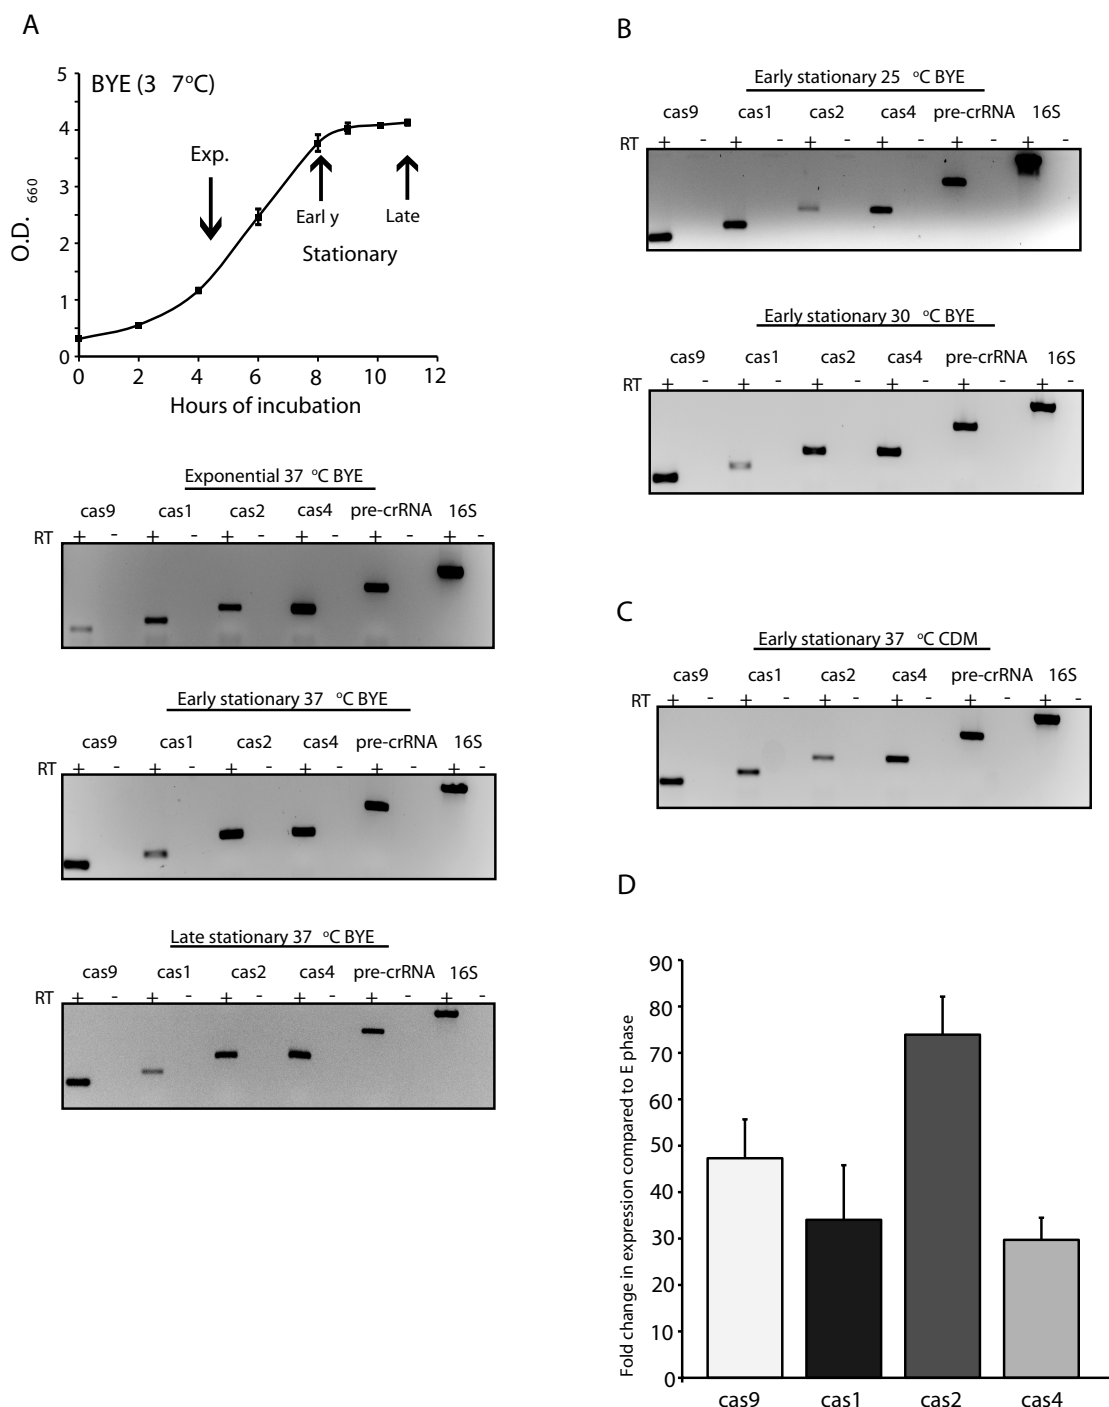 A
BYE (3 7°C)
5
4
3
2
1
0
O.D. 660
Exp.
Earl y
Late
Stationary
0 2 4 6 8 10 12
Hours of incubation
Exponential 37 °C BYE
cas9 cas1 cas2 cas4 pre-crRNA 16S
RT + - + - + - + - + - + -
Early stationary 37 °C BYE
cas9 cas1 cas2 cas4 pre-crRNA 16S
RT + - + - + - + - + - + -
Late stationary 37 °C BYE
cas9 cas1 cas2 cas4 pre-crRNA 16S
RT + - + - + - + - + - + -
B
Early stationary 25 °C BYE
cas9 cas1 cas2 cas4 pre-crRNA 16S
RT + - + - + - + - + - + -
Early stationary 30 °C BYE
cas9 cas1 cas2 cas4 pre-crRNA 16S
RT + - + - + - + - + - + -
C
Early stationary 37 °C CDM
cas9 cas1 cas2 cas4 pre-crRNA 16S
RT + - + - + - + - + - + -
D
Fold change in expression compared to E phase
90
80
70
60
50
40
30
20
10
0
cas9 cas1 cas2 cas4